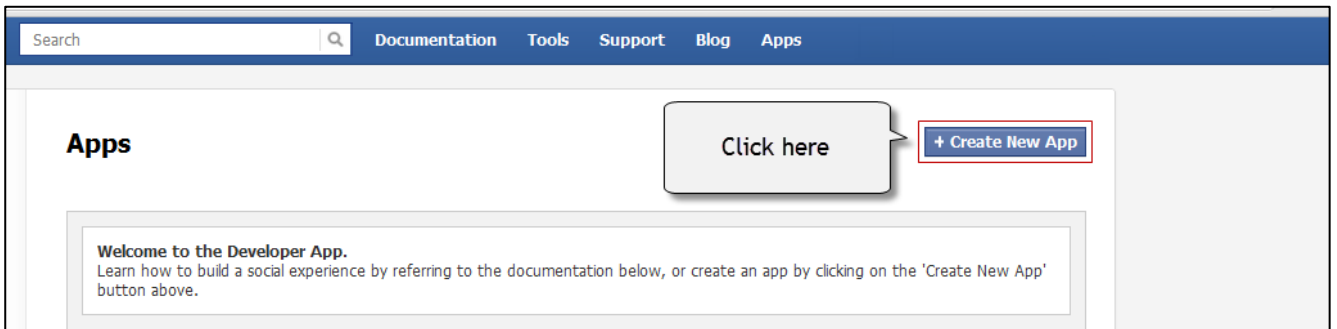 Search Documentation Tools Support Blog Apps
Apps
Click here
+ Create New App
Welcome to the Developer App.
Learn how to build a social experience by referring to the documentation below, or create an app by clicking on the 'Create New App'
button above.